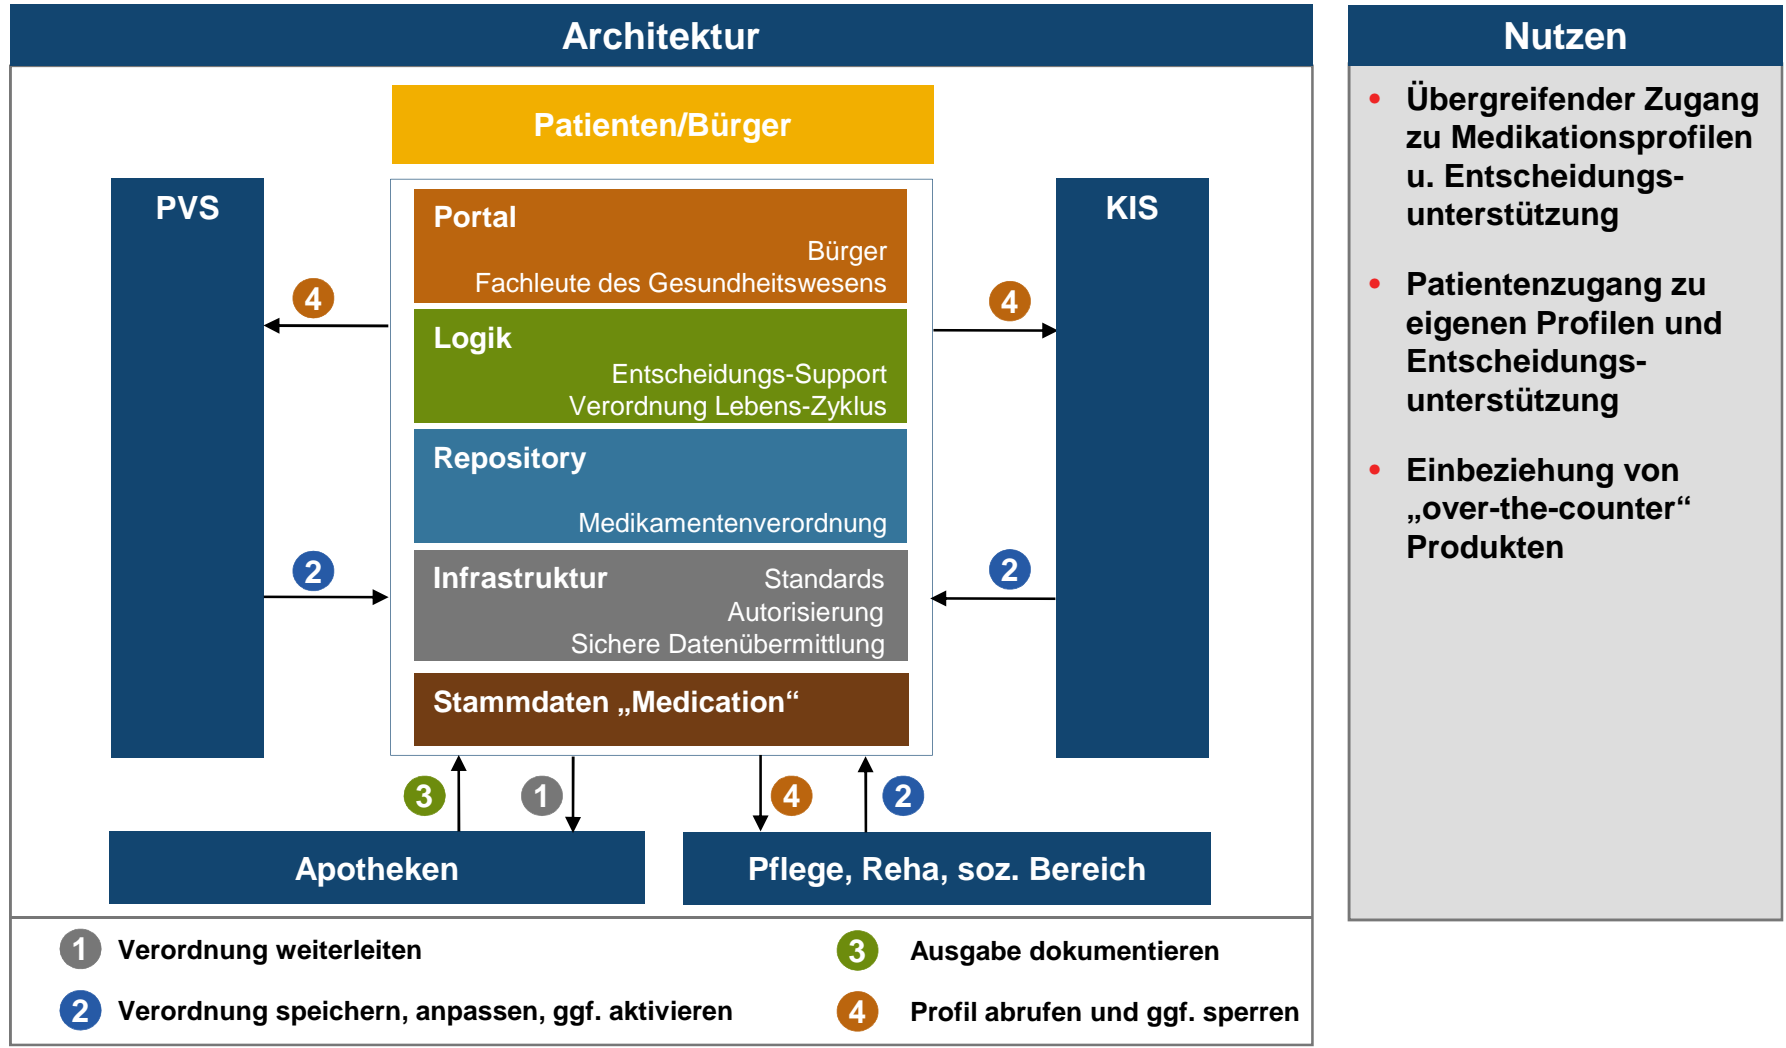 Architektur
Patienten/Bürger
PVS
KIS
Portal
Bürger
Fachleute des Gesundheitswesens
4
4
Logik
Entscheidungs-Support
Verordnung Lebens-Zyklus
Repository
Medikamentenverordnung
2
2
Infrastruktur
Standards
Autorisierung
Sichere Datenübermittlung
Stammdaten „Medication“
3
1
4
2
Apotheken
Pflege, Reha, soz. Bereich
1 Verordnung weiterleiten
2 Verordnung speichern, anpassen, ggf. aktivieren
3 Ausgabe dokumentieren
4 Profil abrufen und ggf. sperren
Nutzen
• Übergreifender Zugang
zu Medikationsprofilen
u. Entscheidungs-
unterstützung
• Patientenzugang zu
eigenen Profilen und
Entscheidungs-
unterstützung
• Einbeziehung von
„over-the-counter“
Produkten